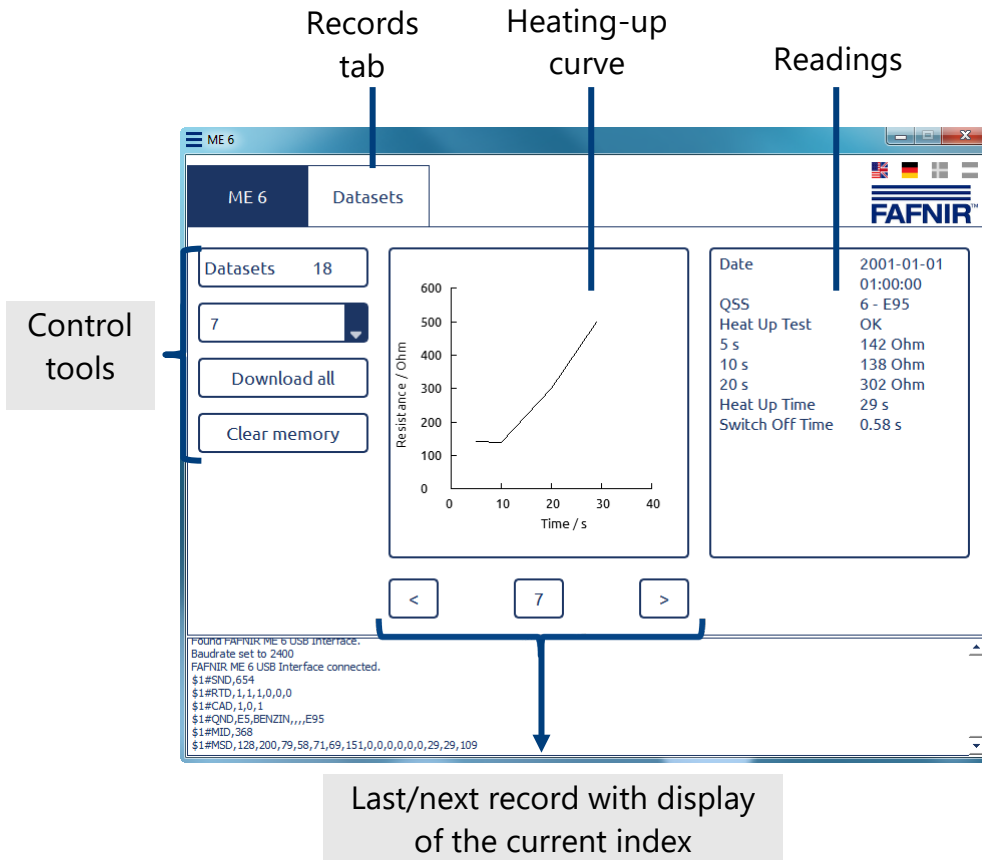 Records
tab
Heating-up
curve
Readings
ME 6
ME 6
Datasets
FAFNIR™
Control
tools
Datasets 18
7
Download all
Clear memory
600
500
400
300
200
100
0
Resistance / Ohm
0 10 20 30 40
Time / s
Date 2001-01-01
01:00:00
QSS 6 - E95
Heat Up Test OK
5 s 142 Ohm
10 s 138 Ohm
20 s 302 Ohm
Heat Up Time 29 s
Switch Off Time 0.58 s
< 7 >
Found FAFNIR ME 6 USB Interface.
Baudrate set to 2400
FAFNIR ME 6 USB Interface connected.
$1#SND,654
$1#RTD,1,1,1,0,0,0
$1#CAD,1,0,1
$1#QND,E5,BENZIN,,,,E95
$1#MID,368
$1#MSD,128,200,79,58,71,69,151,0,0,0,0,0,0,29,29,109
Last/next record with display
of the current index